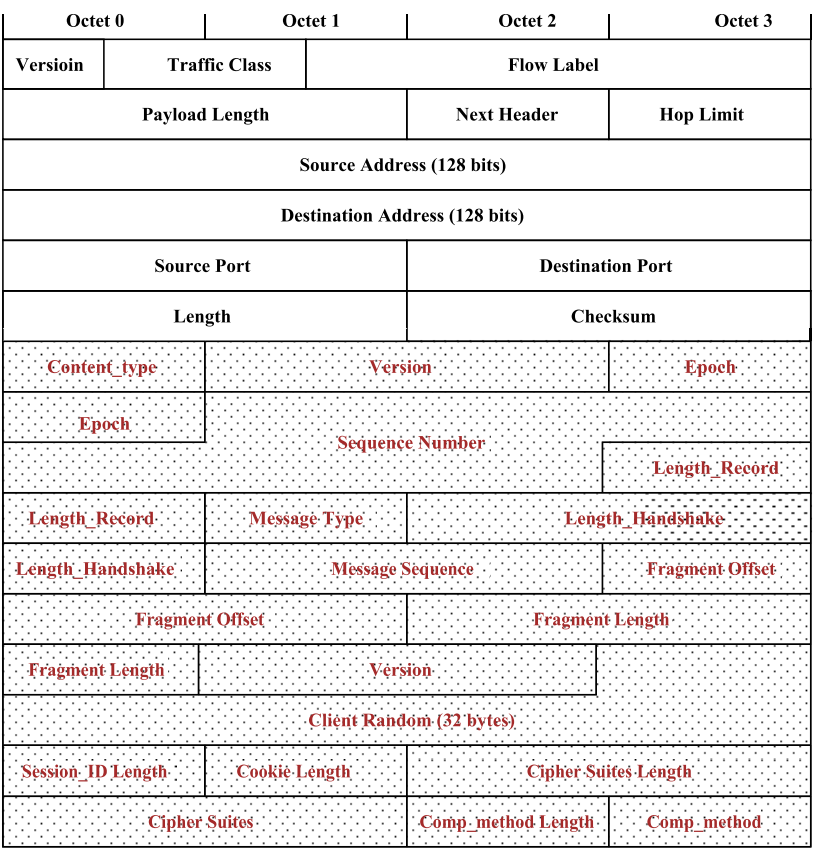 Octet 0 Octet 1 Octet 2 Octet 3
Versioin Traffic Class Flow Label
Payload Length Next Header Hop Limit
Source Address (128 bits)
Destination Address (128 bits)
Source Port Destination Port
Length Checksum
Content_type Version Epoch
Epoch
Sequence Number
Length_Record
Length_Record Message Type Length_Handshake
Length_Handshake Message Sequence Fragment Offset
Fragment Offset Fragment Length
Fragment Length Version
Client Random (32 bytes)
Session_ID Length Cookie Length Cipher Suites Length
Cipher Suites Comp_method Length Comp_method